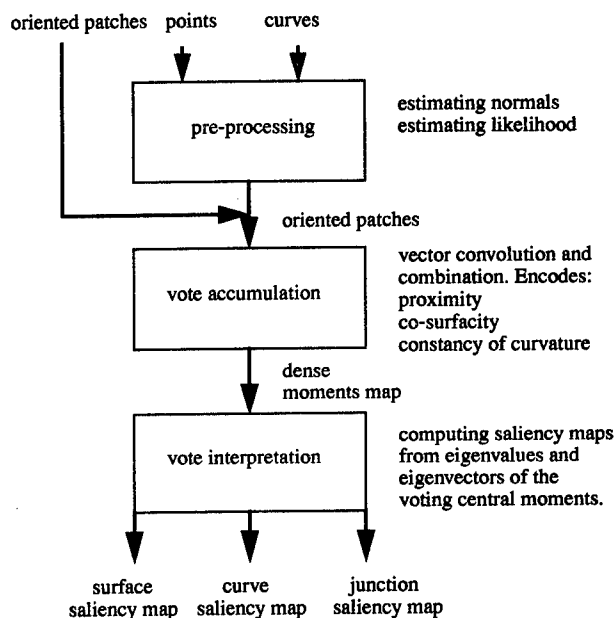 oriented patches points curves
pre-processing
estimating normals
estimating likelihood
oriented patches
vote accumulation
vector convolution and
combination. Encodes:
proximity
co-surfacity
constancy of curvature
dense
moments map
vote interpretation
computing saliency maps
from eigenvalues and
eigenvectors of the
voting central moments.
surface
saliency map
curve
saliency map
junction
saliency map